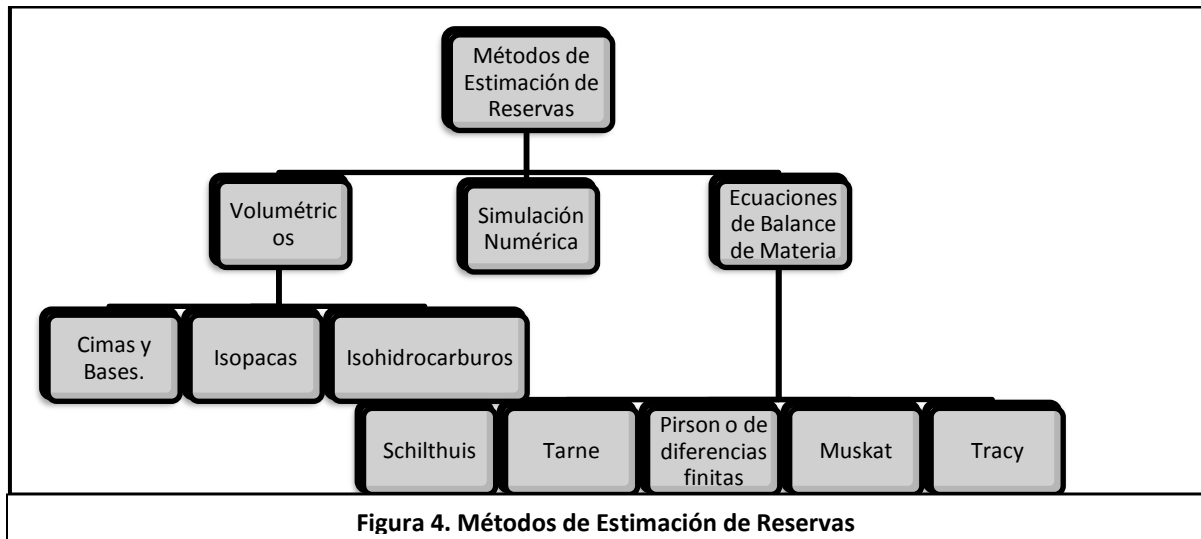 Métodos de
Estimación de
Reservas
Volumétric
os
Simulación
Numérica
Ecuaciones
de Balance
de Materia
Cimas y
Bases.
Isopacas
Isohidrocarburos
Schilthuis
Tarne
Pirson o de
diferencias
finitas
Muskat
Tracy
Figura 4. Métodos de Estimación de Reservas